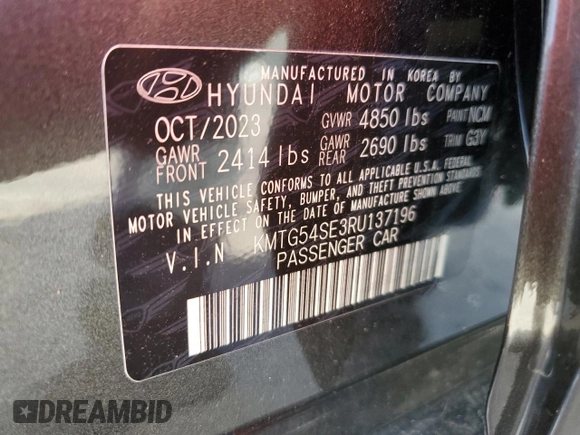 MANUFACTURED IN KOREA BY
HYUNDAI MOTOR COMPANY
OCT/2023 GVWR 4850 lbs PAINT NCM
GAWR FRONT 2414 lbs GAWR REAR 2690 lbs TRIM G3Y
THIS VEHICLE CONFORMS TO ALL APPLICABLE U.S.A. FEDERAL
MOTOR VEHICLE SAFETY, BUMPER, AND THEFT PREVENTION STANDARDS
IN EFFECT ON THE DATE OF MANUFACTURE SHOWN ABOVE.
V.I.N KMTG54SE3RU137196
PASSENGER CAR
DREAMBID